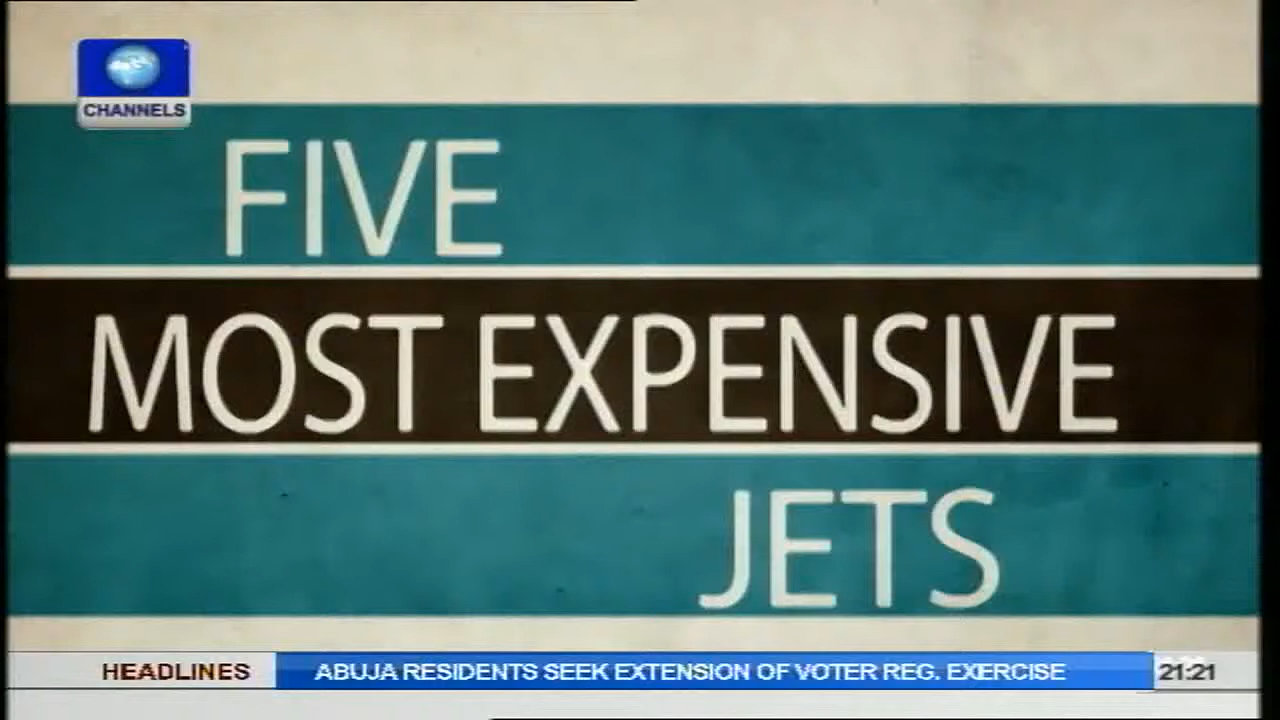 CHANNELS
FIVE
MOST EXPENSIVE
JETS
HEADLINES ABUJA RESIDENTS SEEK EXTENSION OF VOTER REG. EXERCISE 21:21